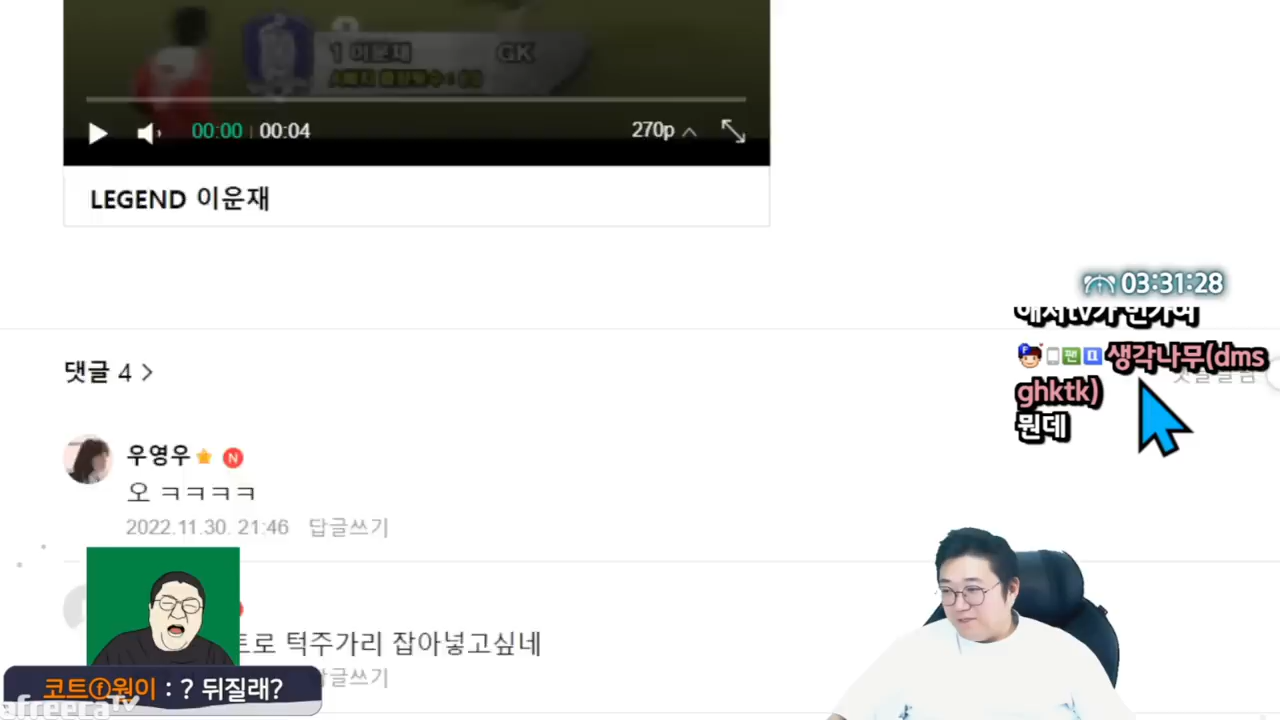 1 이운재 GK
00:00 00:04
270p
LEGEND 이운재
03:31:28
생각나무(dms
ghktk)
뭔데
댓글 4
우영우 N
오 ㅋㅋㅋㅋ
2022.11.30. 21:46 답글쓰기
트로 턱주가리 잡아넣고싶네
답글쓰기
코트ⓕ원이 : ? 뒤질래?
afreecaTV